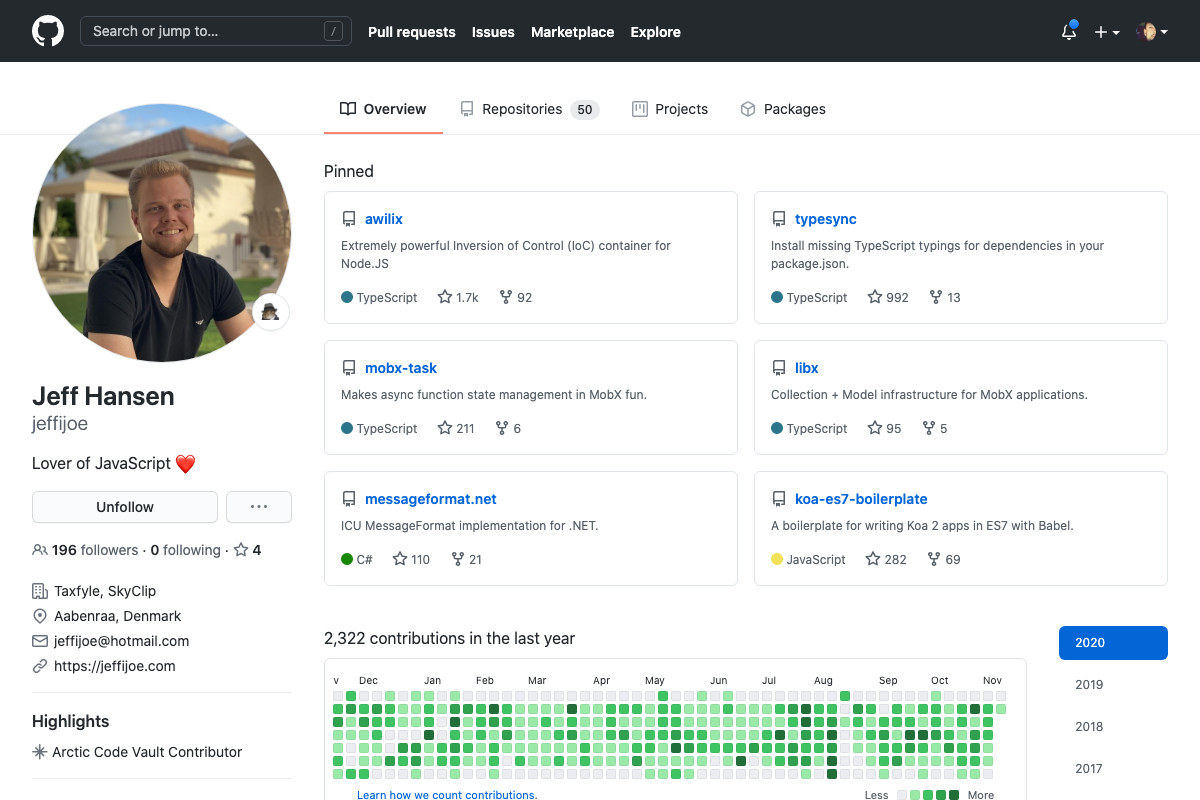 Search or jump to…
/
Pull requests
Issues
Marketplace
Explore
Overview
Repositories 50
Projects
Packages
Jeff Hansen
jeffijoe
Lover of JavaScript ❤️
Unfollow
···
196 followers · 0 following · 4
Taxfyle, SkyClip
Aabenraa, Denmark
jeffijoe@hotmail.com
https://jeffijoe.com
Highlights
Arctic Code Vault Contributor
Pinned
awilix
Extremely powerful Inversion of Control (IoC) container for
Node.JS
TypeScript 1.7k 92
typesync
Install missing TypeScript typings for dependencies in your
package.json.
TypeScript 992 13
mobx-task
Makes async function state management in MobX fun.
TypeScript 211 6
libx
Collection + Model infrastructure for MobX applications.
TypeScript 95 5
messageformat.net
ICU MessageFormat implementation for .NET.
C# 110 21
koa-es7-boilerplate
A boilerplate for writing Koa 2 apps in ES7 with Babel.
JavaScript 282 69
2,322 contributions in the last year
v Dec Jan Feb Mar Apr May Jun Jul Aug Sep Oct Nov
Learn how we count contributions.
Less More
2020
2019
2018
2017